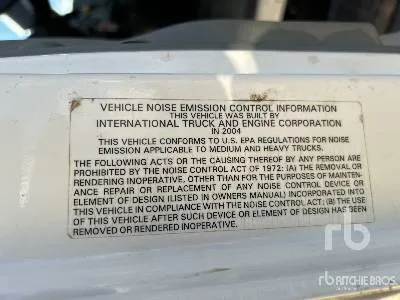 VEHICLE NOISE EMISSION CONTROL INFORMATION
THIS VEHICLE WAS BUILT BY
INTERNATIONAL TRUCK AND ENGINE CORPORATION
IN 2004
THIS VEHICLE CONFORMS TO U.S. EPA REGULATIONS FOR NOISE
EMISSION APPLICABLE TO MEDIUM AND HEAVY TRUCKS.
THE FOLLOWING ACTS OR THE CAUSING THEREOF BY ANY PERSON ARE
PROHIBITED BY THE NOISE CONTROL ACT OF 1972: (A) THE REMOVAL OR
RENDERING INOPERATIVE, OTHER THAN FOR THE PURPOSES OF MAINTEN-
ANCE REPAIR OR REPLACEMENT OF ANY NOISE CONTROL DEVICE OR
ELEMENT OF DESIGN (LISTED IN OWNERS MANUAL) INCORPORATED INTO
THIS VEHICLE IN COMPLIANCE WITH THE NOISE CONTROL ACT; (B) THE USE
OF THIS VEHICLE AFTER SUCH DEVICE OR ELEMENT OF DESIGN HAS BEEN
REMOVED OR RENDERED INOPERATIVE.
rb
rb RITCHIE BROS
Auctioneers